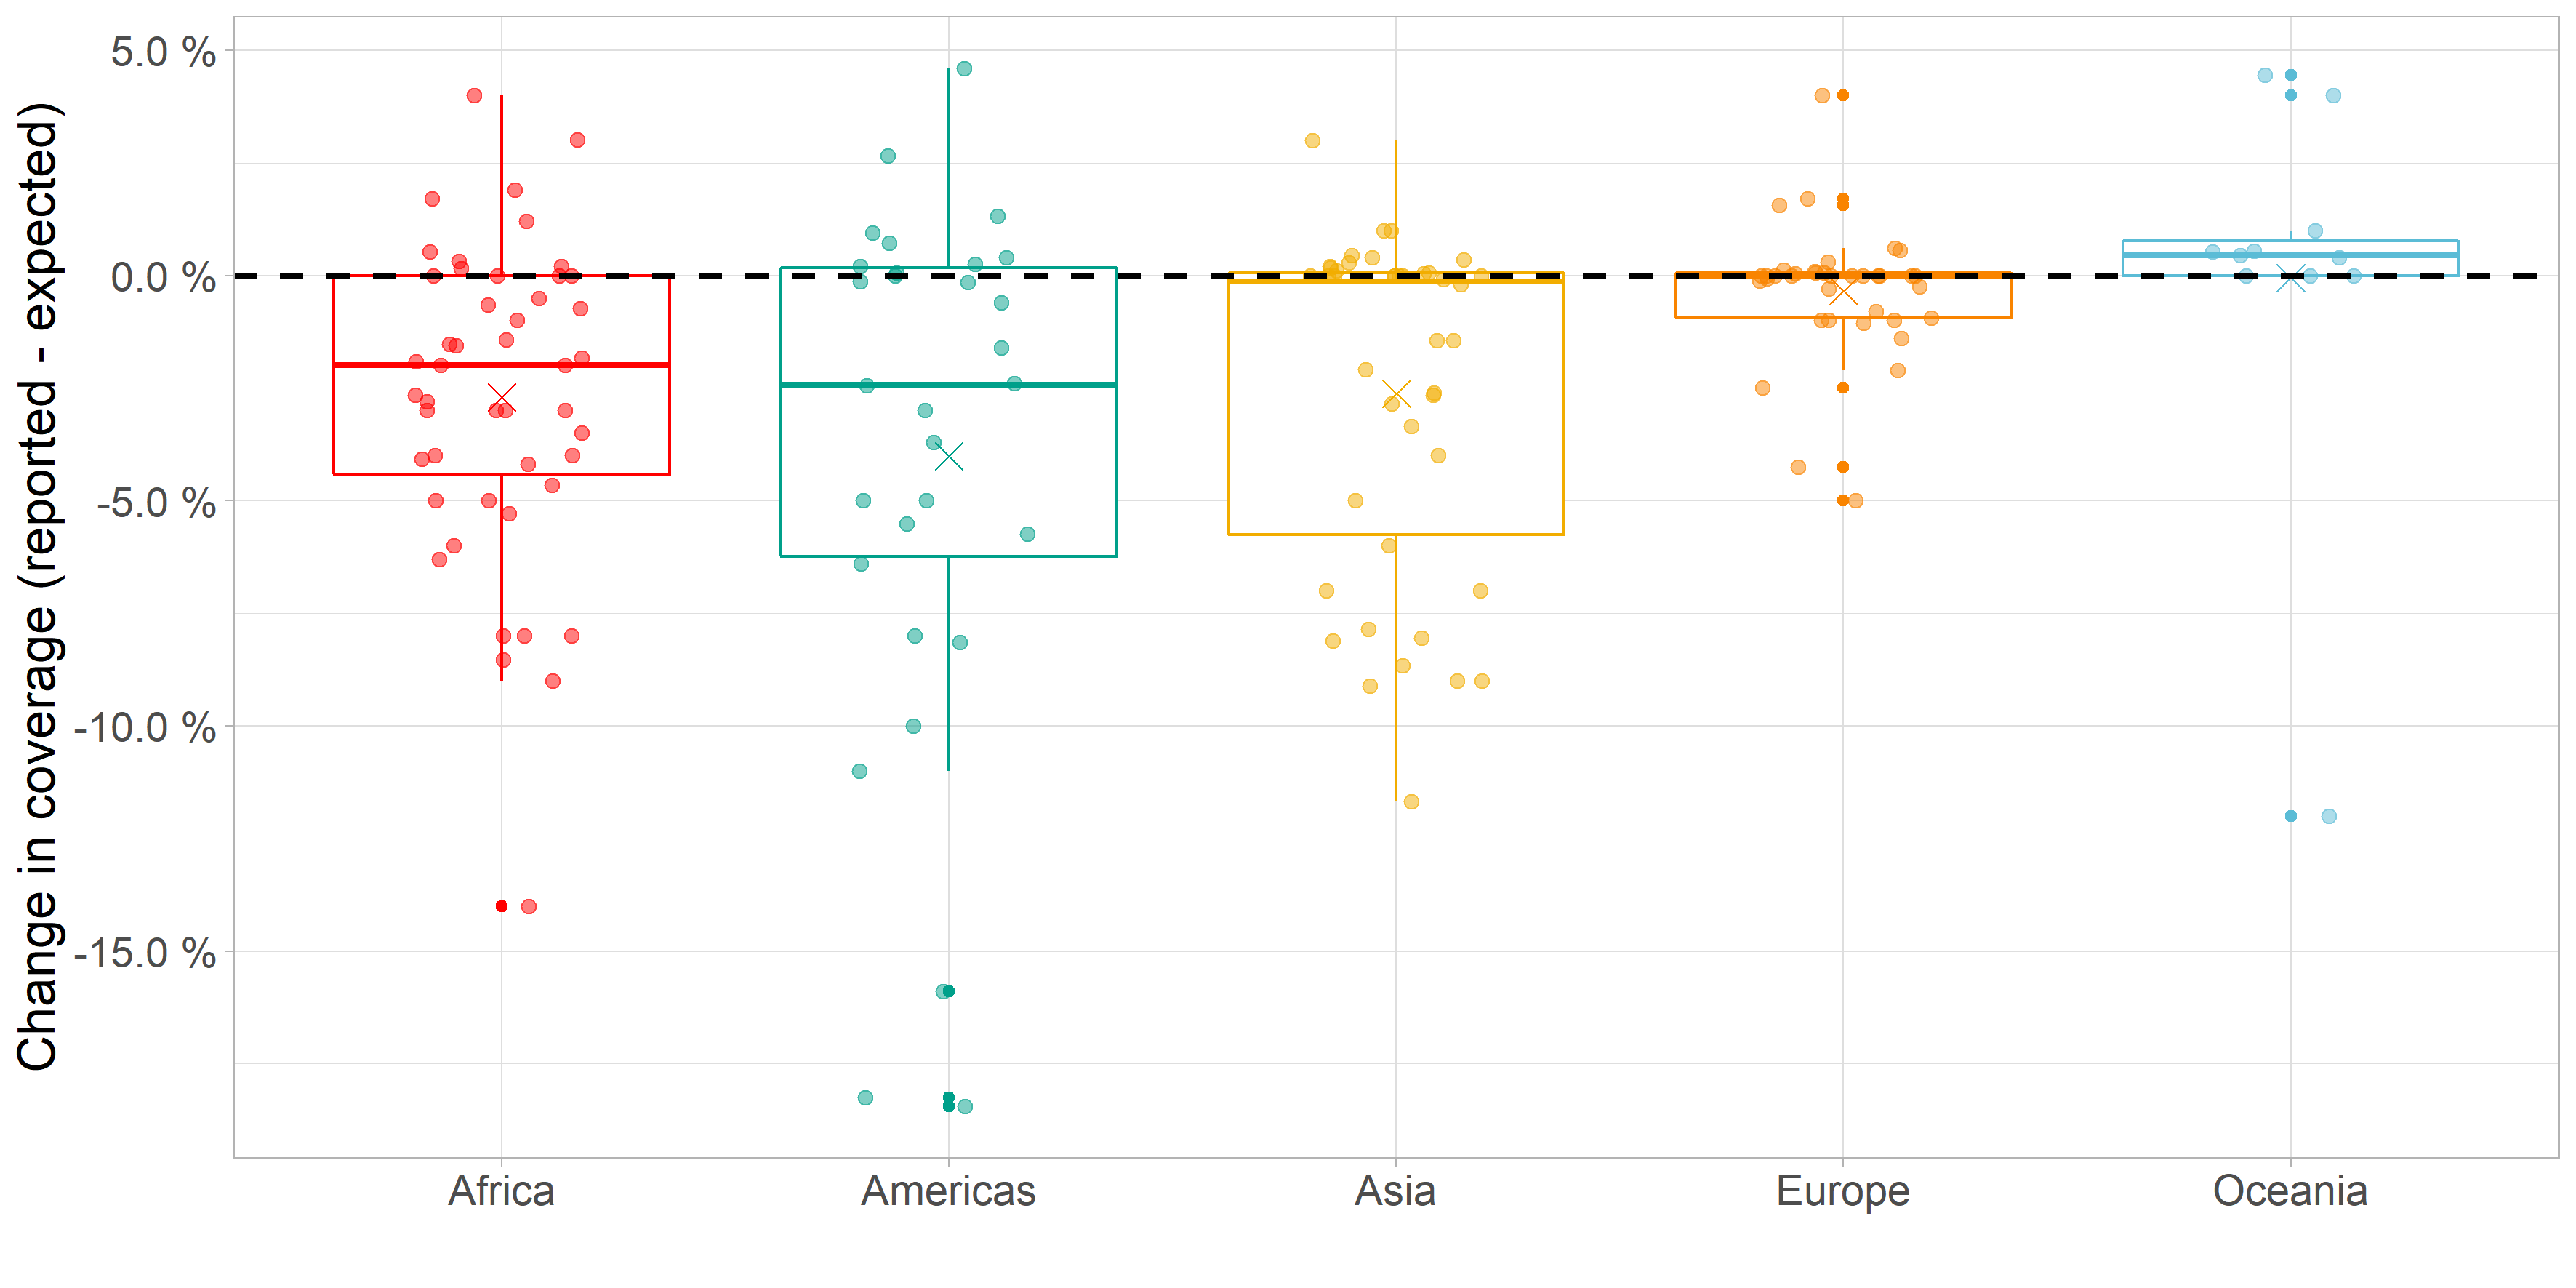 Change in coverage (reported - expected)
5.0 %
0.0 %
-5.0 %
-10.0 %
-15.0 %
Africa
Americas
Asia
Europe
Oceania